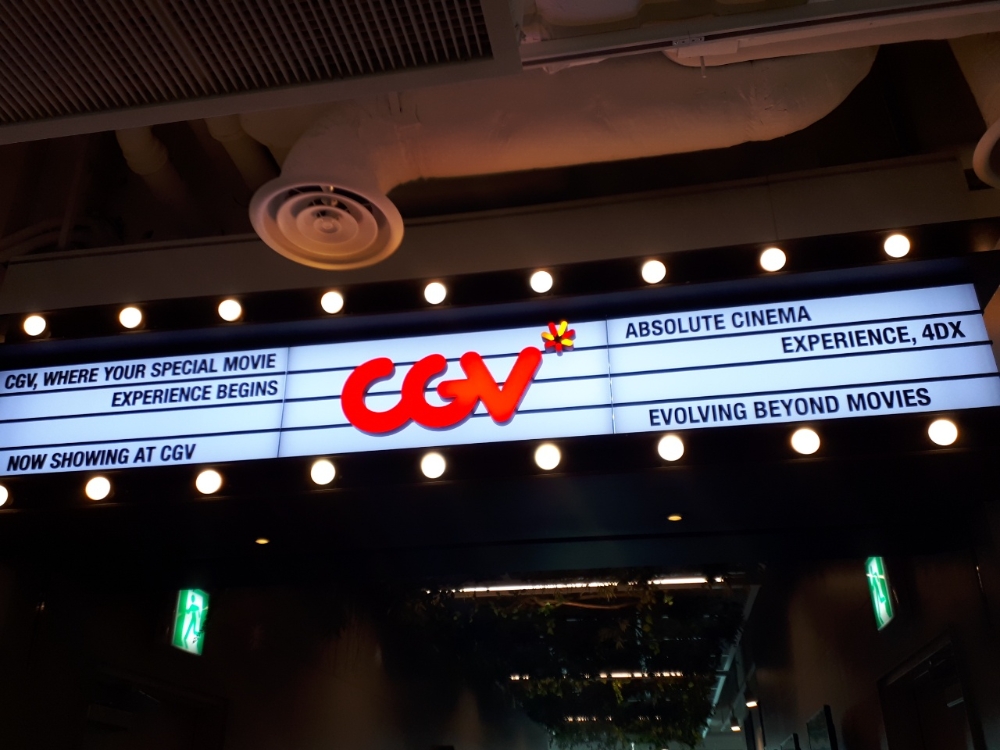 CGV, WHERE YOUR SPECIAL MOVIE
EXPERIENCE BEGINS
NOW SHOWING AT CGV
CGV
ABSOLUTE CINEMA
EXPERIENCE, 4DX
EVOLVING BEYOND MOVIES